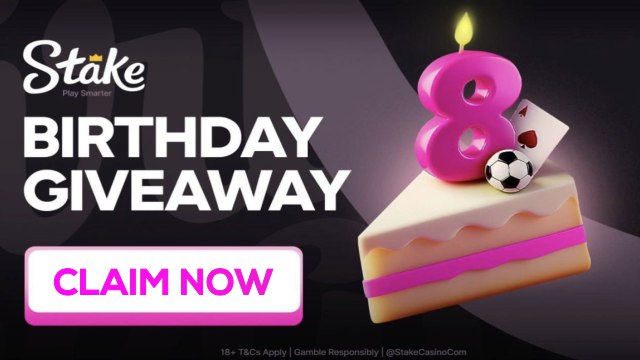 Stake
Play Smarter
BIRTHDAY
GIVEAWAY
8
A
CLAIM NOW
18+ T&Cs Apply | Gamble Responsibly | @StakeCasinoCom